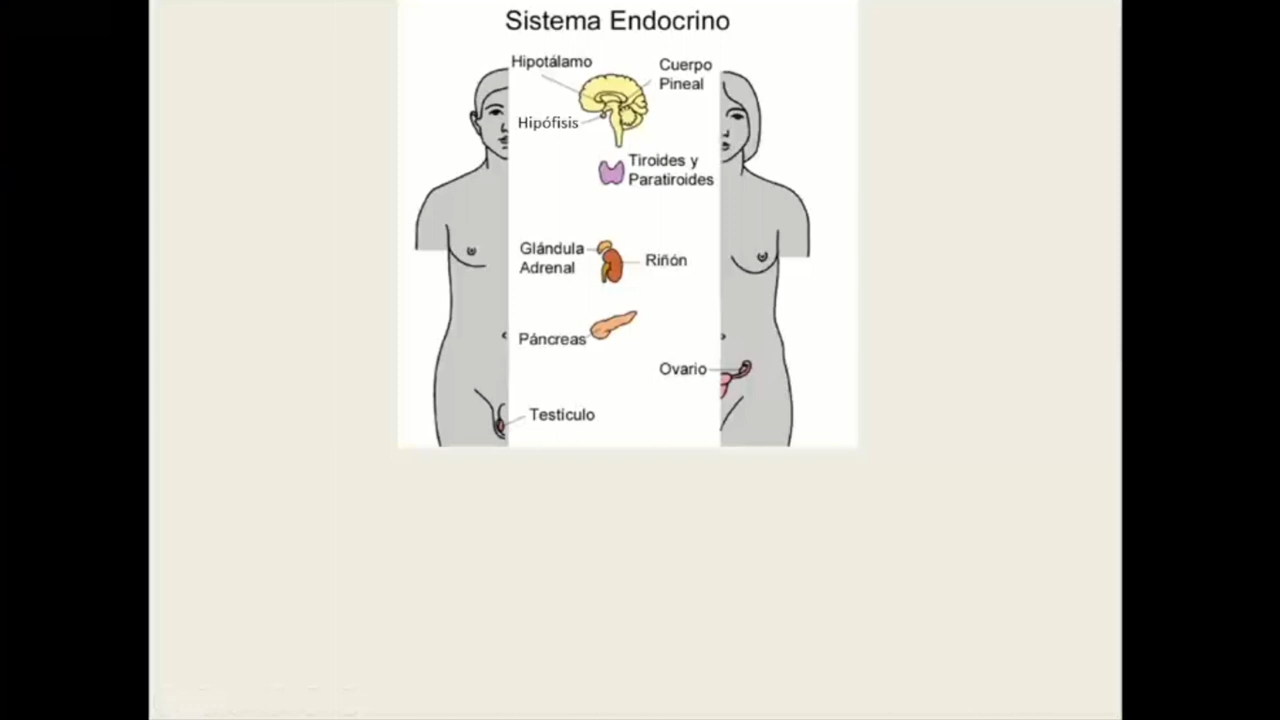 Sistema Endocrino
Hipotálamo
Cuerpo
Pineal
Hipófisis
Tiroides y
Paratiroides
Glándula
Adrenal
Riñón
Páncreas
Ovario
Testículo